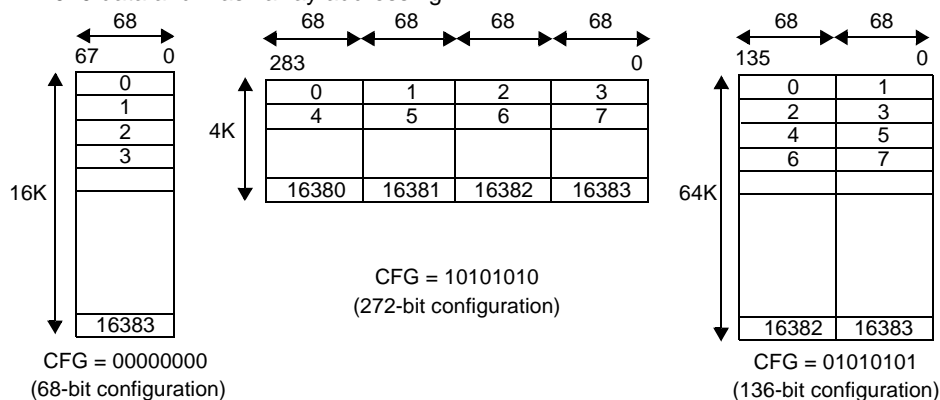 68
67 0
0
1
2
3
16K
16383
CFG = 00000000
(68-bit configuration)
68 68 68 68
283 0
0 1 2 3
4 5 6 7
4K
16380 16381 16382 16383
CFG = 10101010
(272-bit configuration)
68 68
135 0
0 1
2 3
4 5
6 7
64K
16382 16383
CFG = 01010101
(136-bit configuration)